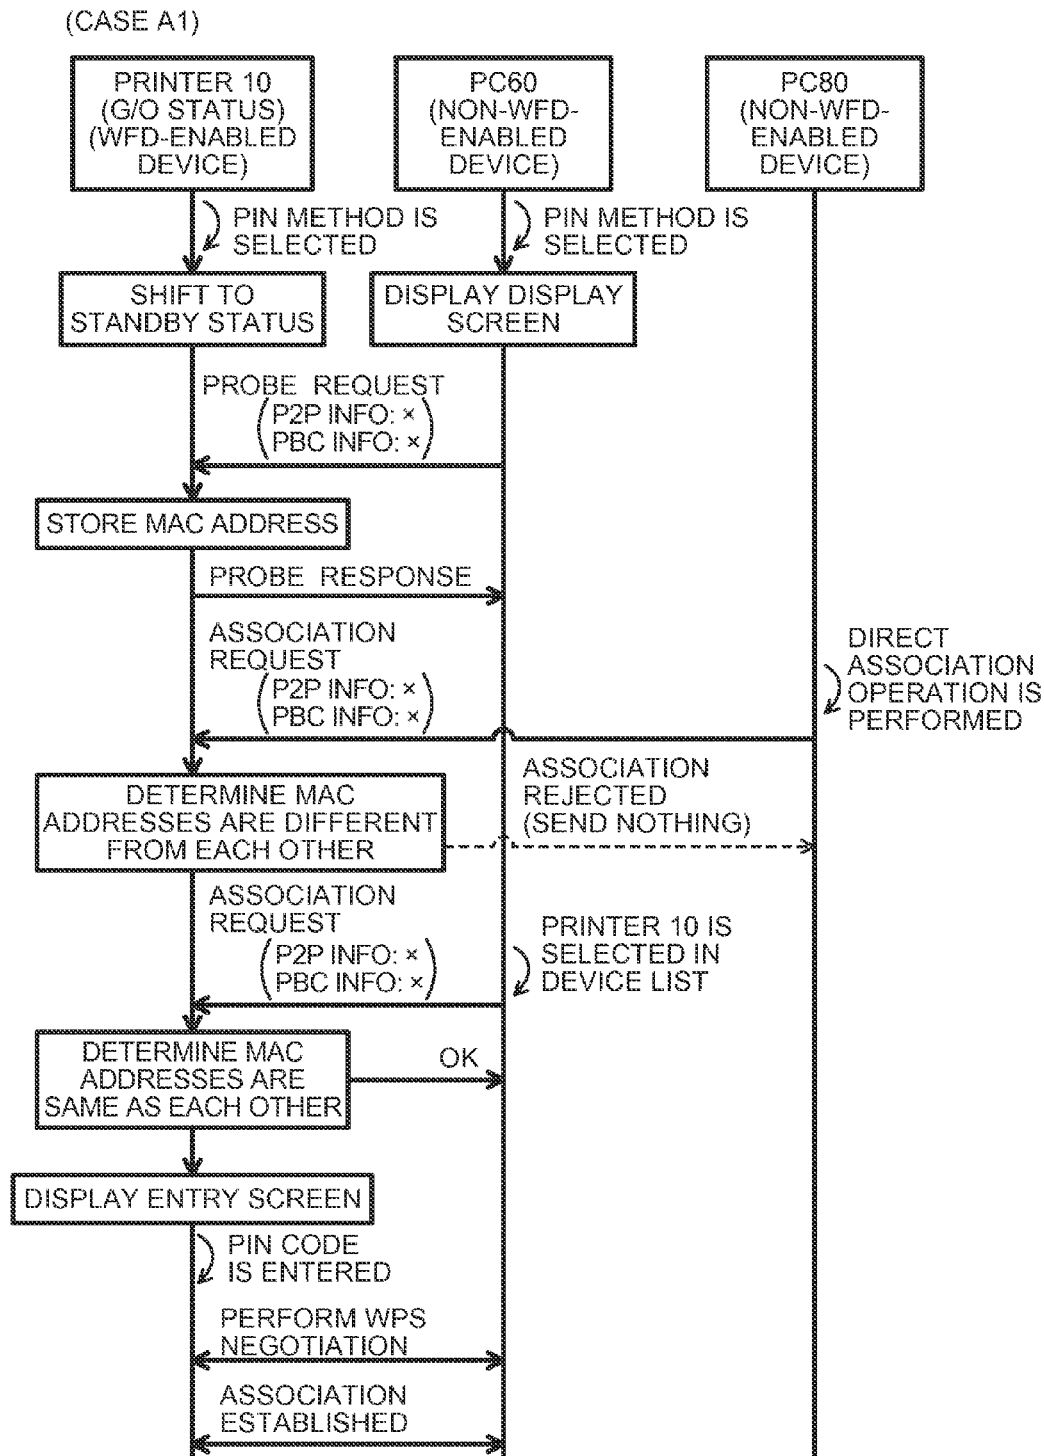 (CASE A1)
PRINTER 10
(G/O STATUS)
(WFD-ENABLED
DEVICE)
PC60
(NON-WFD-
ENABLED
DEVICE)
PC80
(NON-WFD-
ENABLED
DEVICE)
PIN METHOD IS
SELECTED
PIN METHOD IS
SELECTED
SHIFT TO
STANDBY STATUS
DISPLAY DISPLAY
SCREEN
PROBE REQUEST
(P2P INFO: ×
PBC INFO: ×)
STORE MAC ADDRESS
PROBE RESPONSE
ASSOCIATION
REQUEST
(P2P INFO: ×
PBC INFO: ×)
DIRECT
ASSOCIATION
OPERATION IS
PERFORMED
DETERMINE MAC
ADDRESSES ARE DIFFERENT
FROM EACH OTHER
ASSOCIATION
REJECTED
(SEND NOTHING)
ASSOCIATION
REQUEST
(P2P INFO: ×
PBC INFO: ×)
PRINTER 10 IS
SELECTED IN
DEVICE LIST
DETERMINE MAC
ADDRESSES ARE
SAME AS EACH OTHER
OK
DISPLAY ENTRY SCREEN
PIN CODE
IS ENTERED
PERFORM WPS
NEGOTIATION
ASSOCIATION
ESTABLISHED